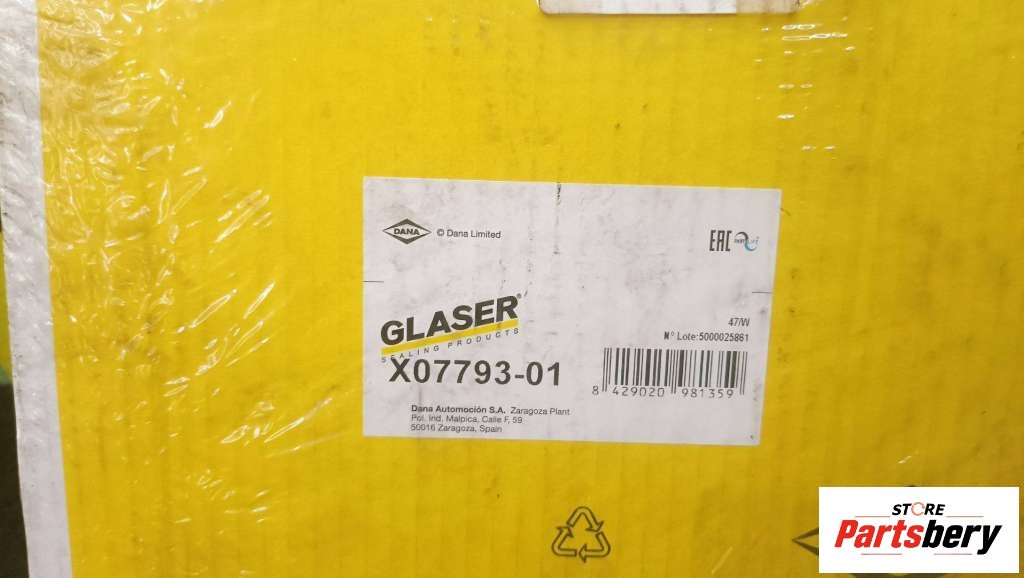 DANA
© Dana Limited
EAC
47/W
Nº Lote:5000025861
GLASER®
SEALING PRODUCTS
X07793-01
8 429020 981359
Dana Automoción S.A. Zaragoza Plant
Pol. Ind. Malpica, Calle F, 59
50016 Zaragoza, Spain
STORE
Partsbery